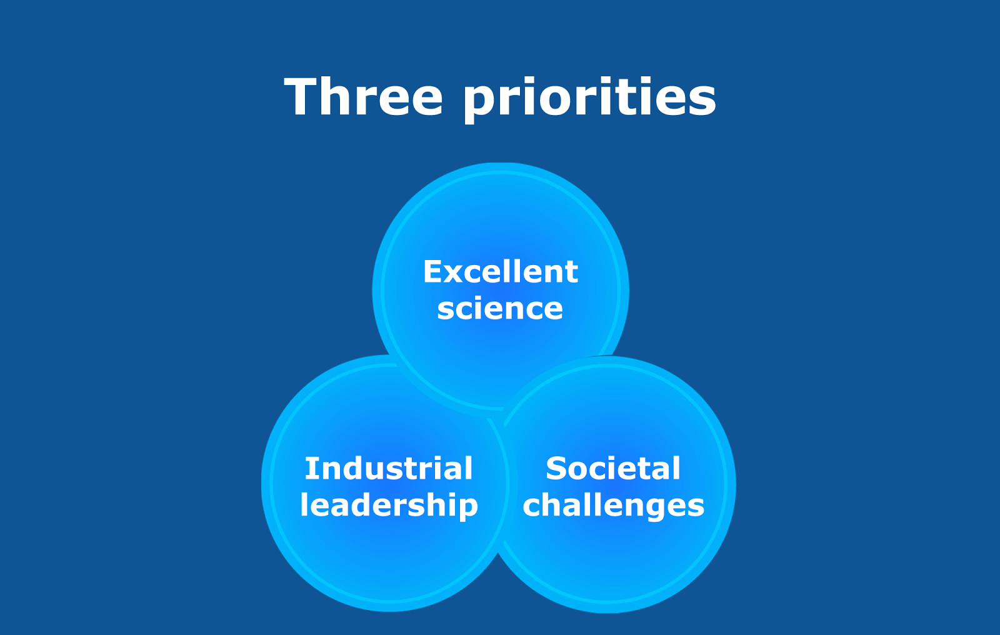 Three priorities
Excellent
science
Industrial
leadership
Societal
challenges